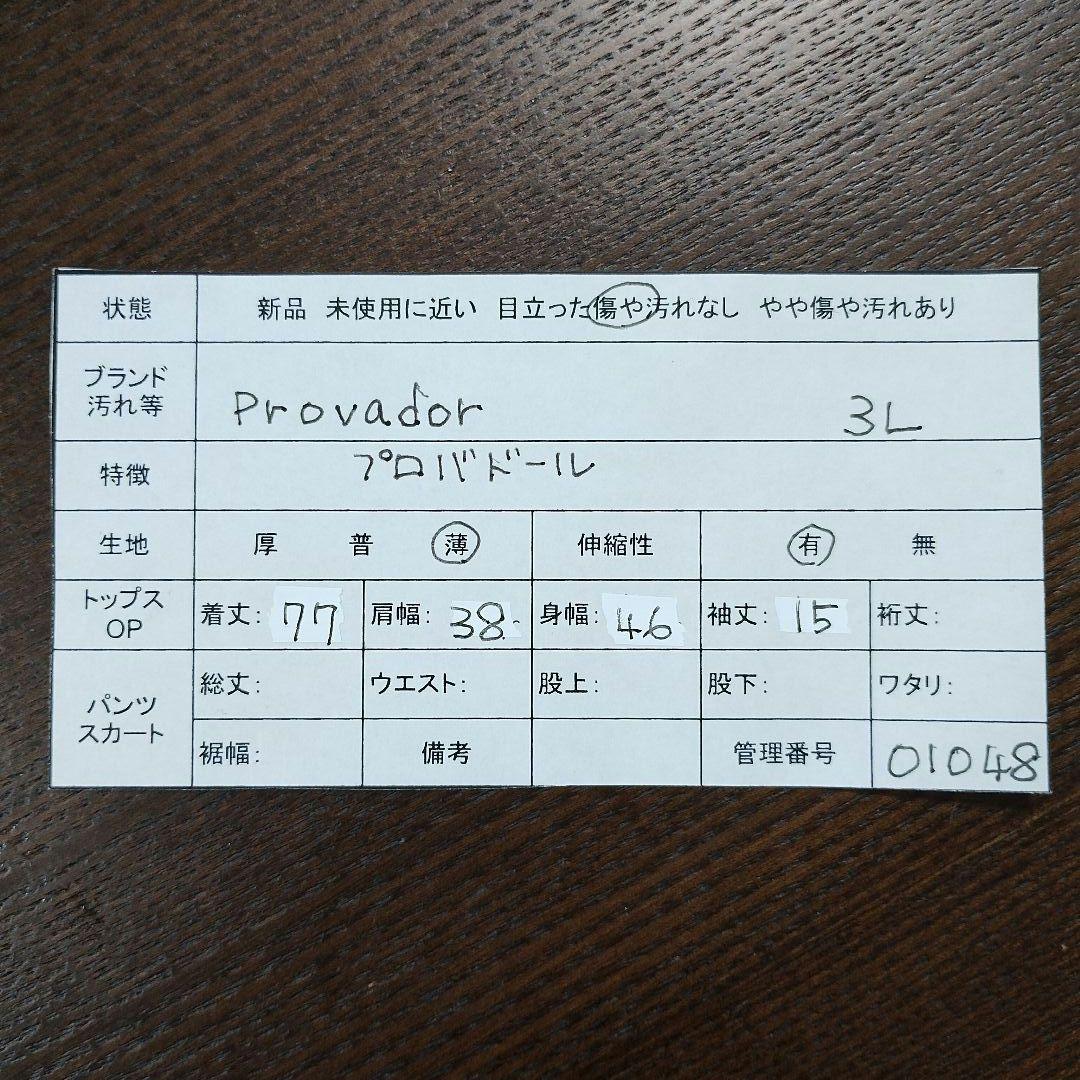 状態 新品 未使用に近い 目立った傷や汚れなし やや傷や汚れあり
ブランド
汚れ等
Provador 3L
特徴 プロバドール
生地 厚 普 薄 伸縮性 有 無
トップス
OP
着丈: 77 肩幅: 38 身幅: 46 袖丈: 15 裄丈:
パンツ
スカート
総丈: ウエスト: 股上: 股下: ワタリ:
裾幅: 備考 管理番号 01048